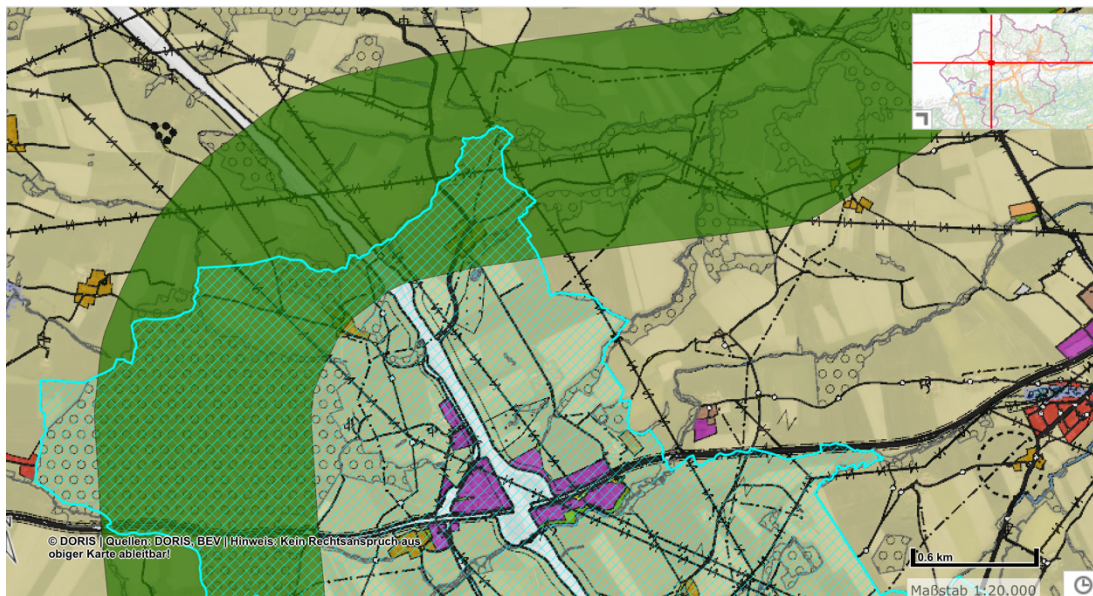 © DORIS | Quellen: DORIS, BEV | Hinweis: Kein Rechtsanspruch aus
obiger Karte ableitbar!
0.6 km
Maßstab 1:20.000